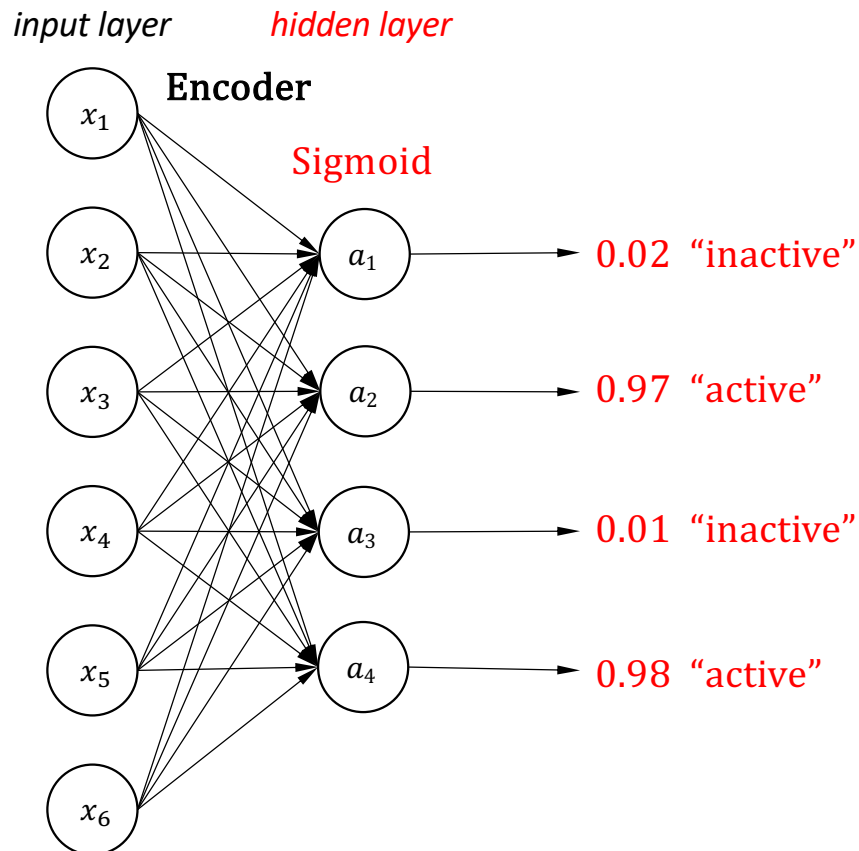 input layer hidden layer
Encoder
x₁
Sigmoid
x₂ a₁ 0.02 “inactive”
x₃ a₂ 0.97 “active”
x₄ a₃ 0.01 “inactive”
x₅ a₄ 0.98 “active”
x₆